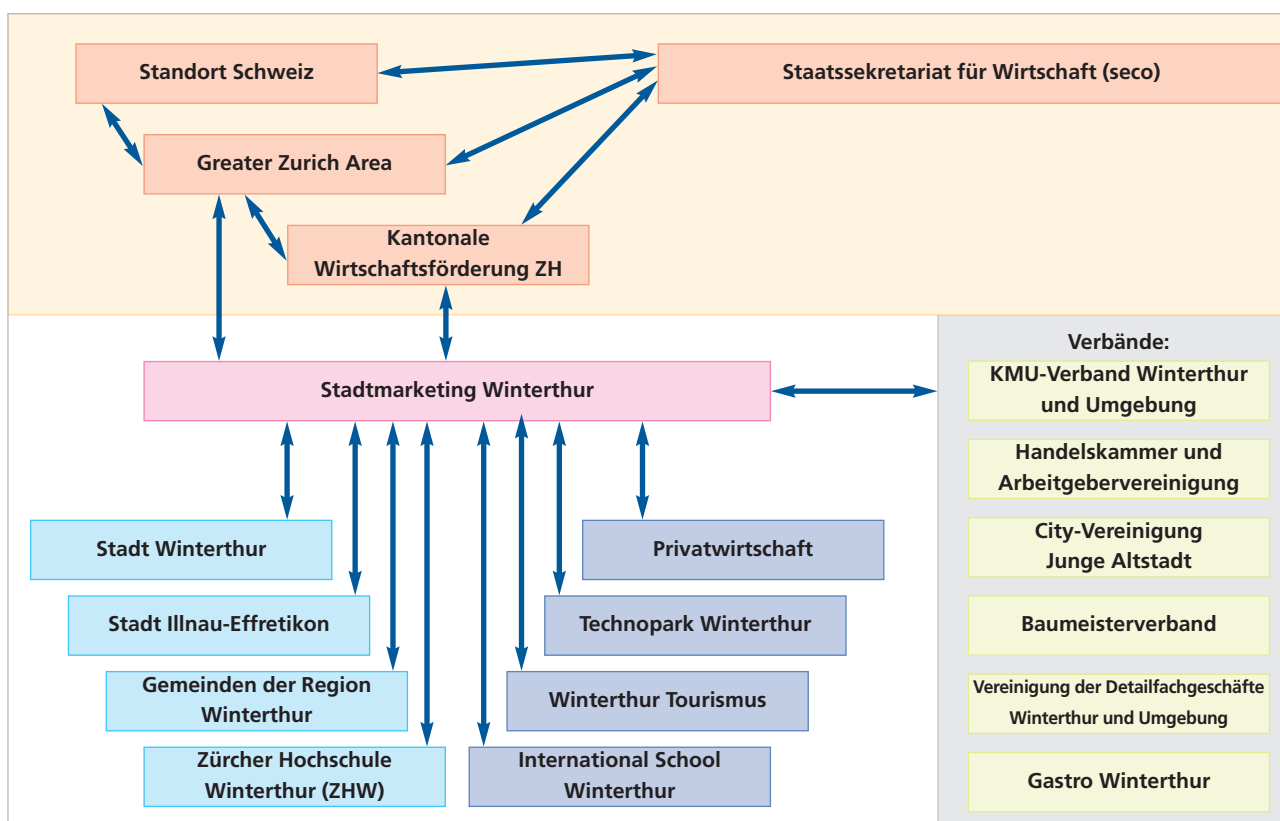 Standort Schweiz
Staatssekretariat für Wirtschaft (seco)
Greater Zurich Area
Kantonale
Wirtschaftsförderung ZH
Stadtmarketing Winterthur
Stadt Winterthur
Stadt Illnau-Effretikon
Gemeinden der Region
Winterthur
Zürcher Hochschule
Winterthur (ZHW)
Privatwirtschaft
Technopark Winterthur
Winterthur Tourismus
International School
Winterthur
Verbände:
KMU-Verband Winterthur
und Umgebung
Handelskammer und
Arbeitgebervereinigung
City-Vereinigung
Junge Altstadt
Baumeisterverband
Vereinigung der Detailfachgeschäfte
Winterthur und Umgebung
Gastro Winterthur